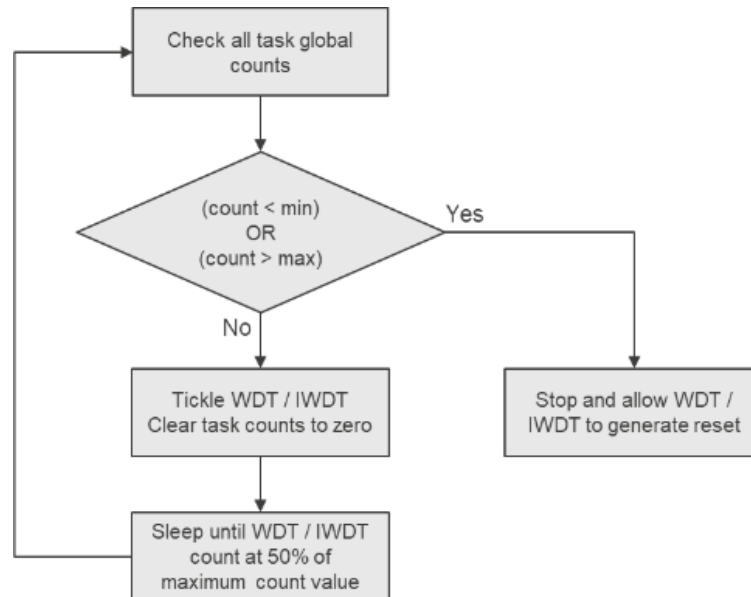 Check all task global
counts
(count < min)
OR
(count > max)
Yes
No
Tickle WDT / IWDT
Clear task counts to zero
Stop and allow WDT /
IWDT to generate reset
Sleep until WDT / IWDT
count at 50% of
maximum count value